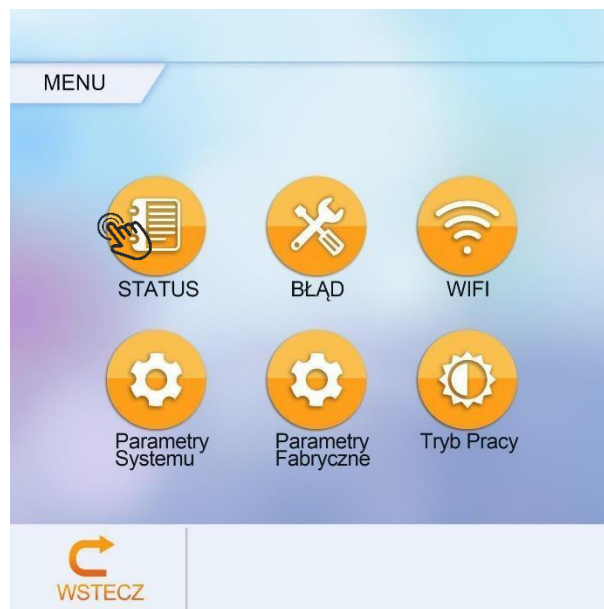 MENU
STATUS
BŁĄD
WIFI
Parametry
Systemu
Parametry
Fabryczne
Tryb Pracy
WSTECZ